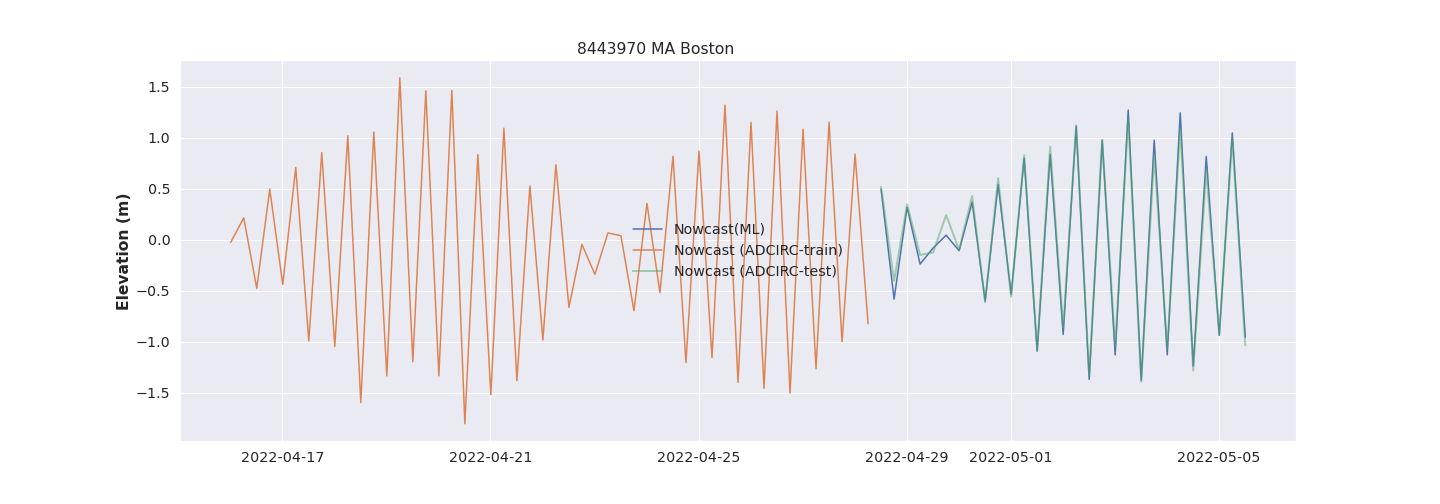 8443970 MA Boston
Elevation (m)
1.5
1.0
0.5
0.0
−0.5
−1.0
−1.5
Nowcast(ML)
Nowcast (ADCIRC-train)
Nowcast (ADCIRC-test)
2022-04-17 2022-04-21 2022-04-25 2022-04-29 2022-05-01 2022-05-05